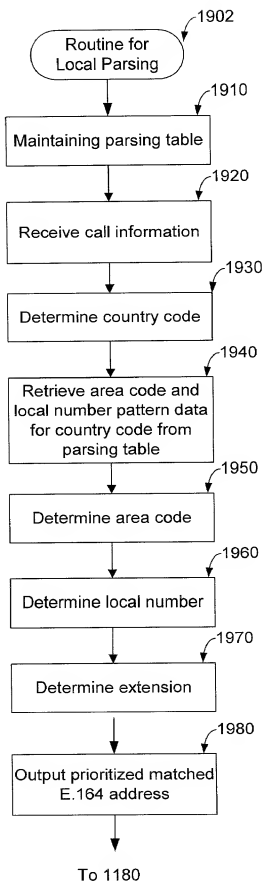 1902
Routine for
Local Parsing
1910
Maintaining parsing table
1920
Receive call information
1930
Determine country code
1940
Retrieve area code and
local number pattern data
for country code from
parsing table
1950
Determine area code
1960
Determine local number
1970
Determine extension
1980
Output prioritized matched
E.164 address
To 1180